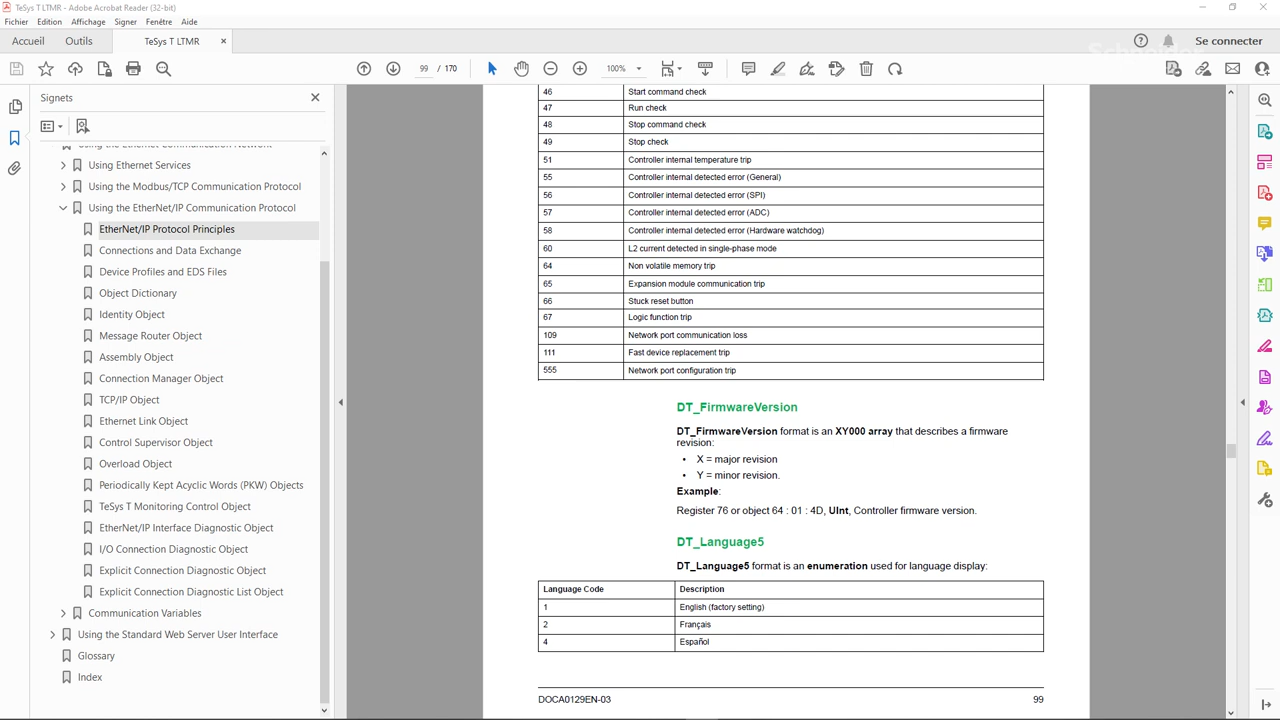 TeSys T LTMR - Adobe Acrobat Reader (32-bit)
Fichier Edition Affichage Signer Fenêtre Aide
Accueil Outils TeSys T LTMR × Se connecter
99 / 170 100%
Signets
Using Ethernet Services
Using the Modbus/TCP Communication Protocol
Using the EtherNet/IP Communication Protocol
EtherNet/IP Protocol Principles
Connections and Data Exchange
Device Profiles and EDS Files
Object Dictionary
Identity Object
Message Router Object
Assembly Object
Connection Manager Object
TCP/IP Object
Ethernet Link Object
Control Supervisor Object
Overload Object
Periodically Kept Acyclic Words (PKW) Objects
TeSys T Monitoring Control Object
EtherNet/IP Interface Diagnostic Object
I/O Connection Diagnostic Object
Explicit Connection Diagnostic Object
Explicit Connection Diagnostic List Object
Communication Variables
Using the Standard Web Server User Interface
Glossary
Index
46 Start command check
47 Run check
48 Stop command check
49 Stop check
51 Controller internal temperature trip
55 Controller internal detected error (General)
56 Controller internal detected error (SPI)
57 Controller internal detected error (ADC)
58 Controller internal detected error (Hardware watchdog)
60 L2 current detected in single-phase mode
64 Non volatile memory trip
65 Expansion module communication trip
66 Stuck reset button
67 Logic function trip
109 Network port communication loss
111 Fast device replacement trip
555 Network port configuration trip
DT_FirmwareVersion
DT_FirmwareVersion format is an XY000 array that describes a firmware
revision:
• X = major revision
• Y = minor revision.
Example:
Register 76 or object 64 : 01 : 4D, UInt, Controller firmware version.
DT_Language5
DT_Language5 format is an enumeration used for language display:
Language Code Description
1 English (factory setting)
2 Français
4 Español
DOCA0129EN-03 99